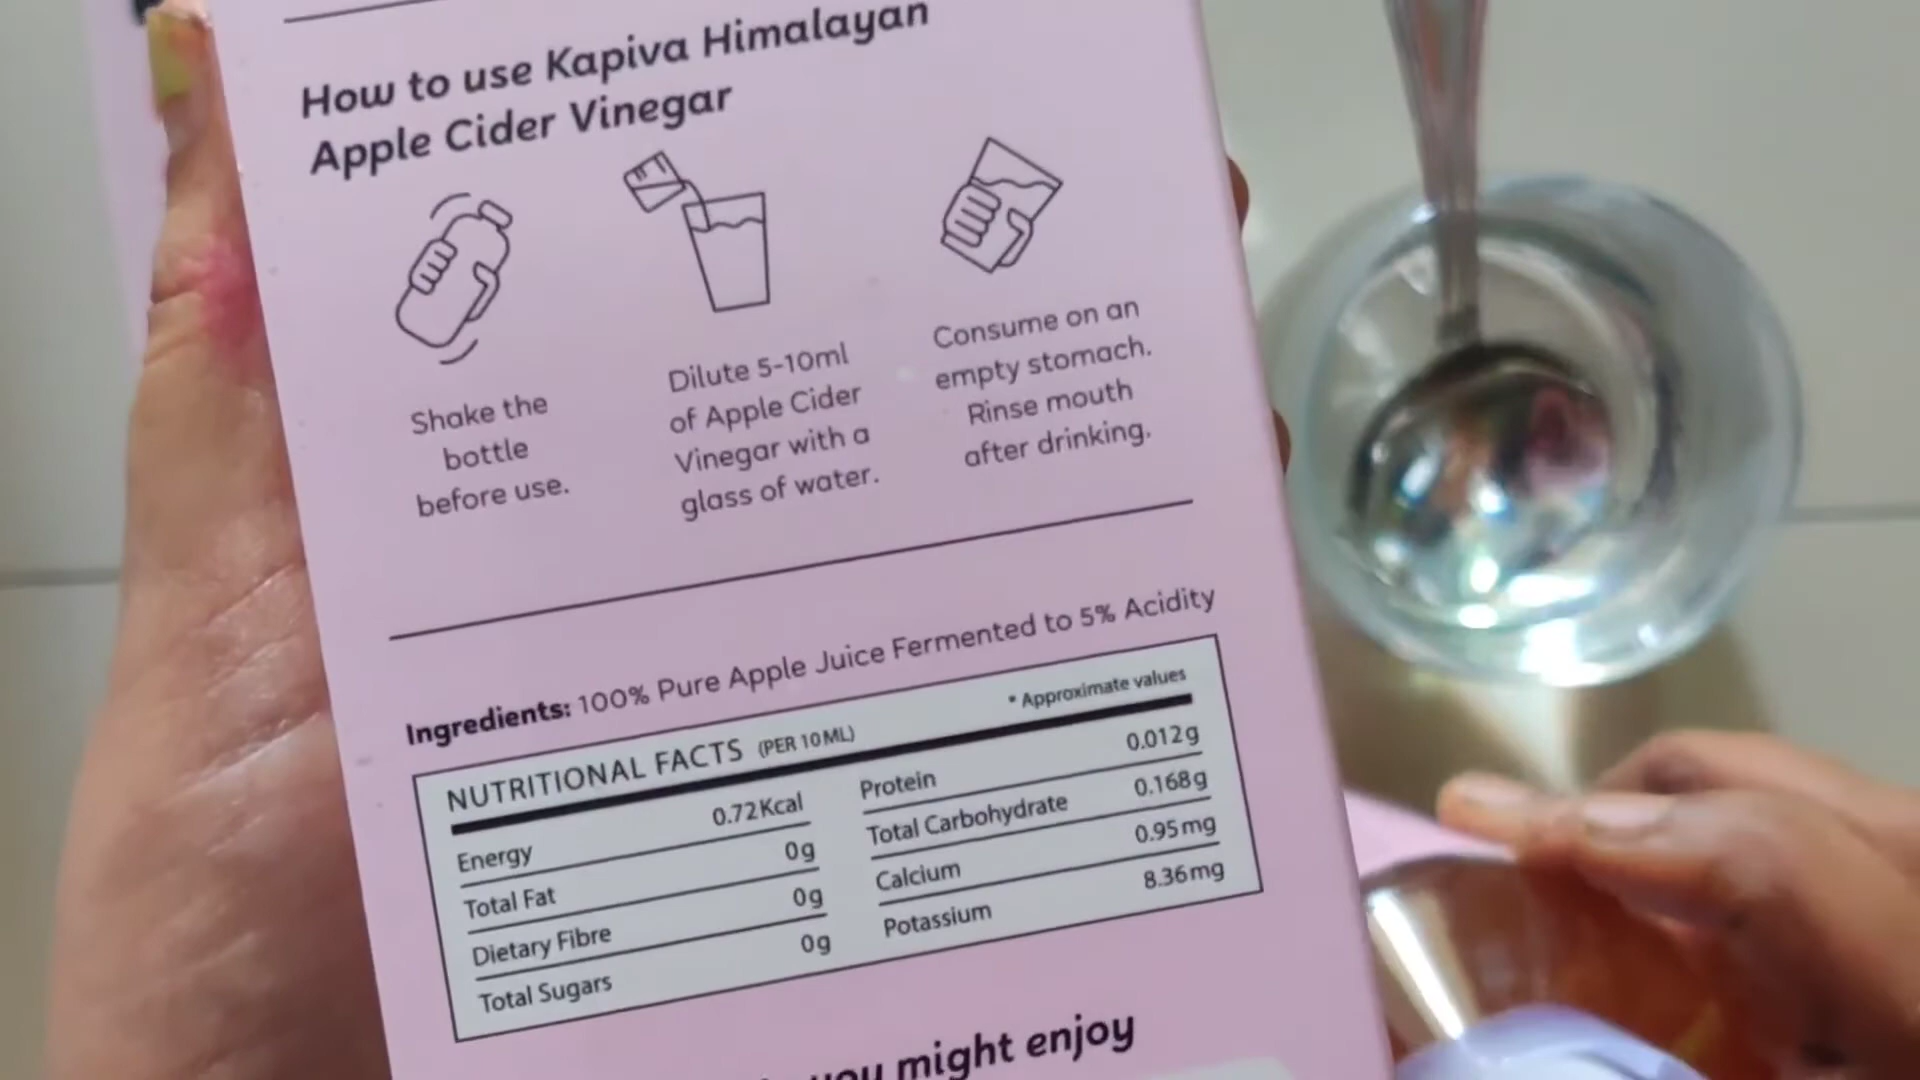 How to use Kapiva Himalayan
Apple Cider Vinegar
Shake the
bottle
before use.
Dilute 5-10ml
of Apple Cider
Vinegar with a
glass of water.
Consume on an
empty stomach.
Rinse mouth
after drinking.
Ingredients: 100% Pure Apple Juice Fermented to 5% Acidity
NUTRITIONAL FACTS (PER 10 ML)
* Approximate values
Energy 0.72Kcal
Total Fat 0g
Dietary Fibre 0g
Total Sugars 0g
Protein 0.012g
Total Carbohydrate 0.168g
Calcium 0.95mg
Potassium 8.36mg
you might enjoy